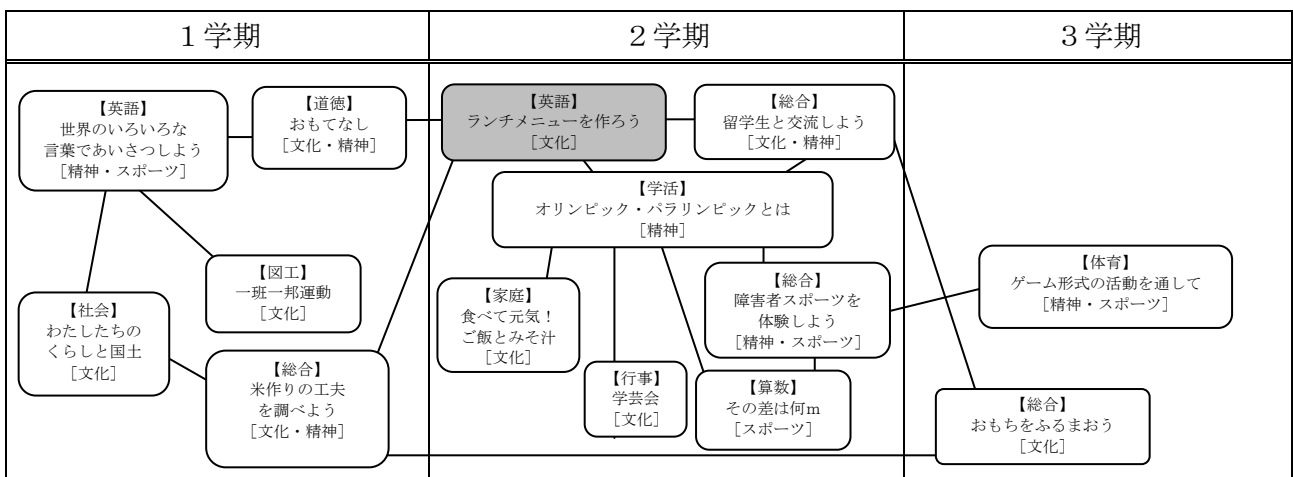 １学期
２学期
３学期
【英語】
世界のいろいろな
言葉であいさつしよう
［精神・スポーツ］
【道徳】
おもてなし
［文化・精神］
【図工】
一班一邦運動
［文化］
【社会】
わたしたちの
くらしと国土
［文化］
【総合】
米作りの工夫
を調べよう
［文化・精神］
【英語】
ランチメニューを作ろう
［文化］
【総合】
留学生と交流しよう
［文化・精神］
【学活】
オリンピック・パラリンピックとは
［精神］
【家庭】
食べて元気！
ご飯とみそ汁
［文化］
【行事】
学芸会
［文化］
【総合】
障害者スポーツを
体験しよう
［精神・スポーツ］
【算数】
その差は何m
［スポーツ］
【体育】
ゲーム形式の活動を通して
［精神・スポーツ］
【総合】
おもちをふるまおう
［文化］